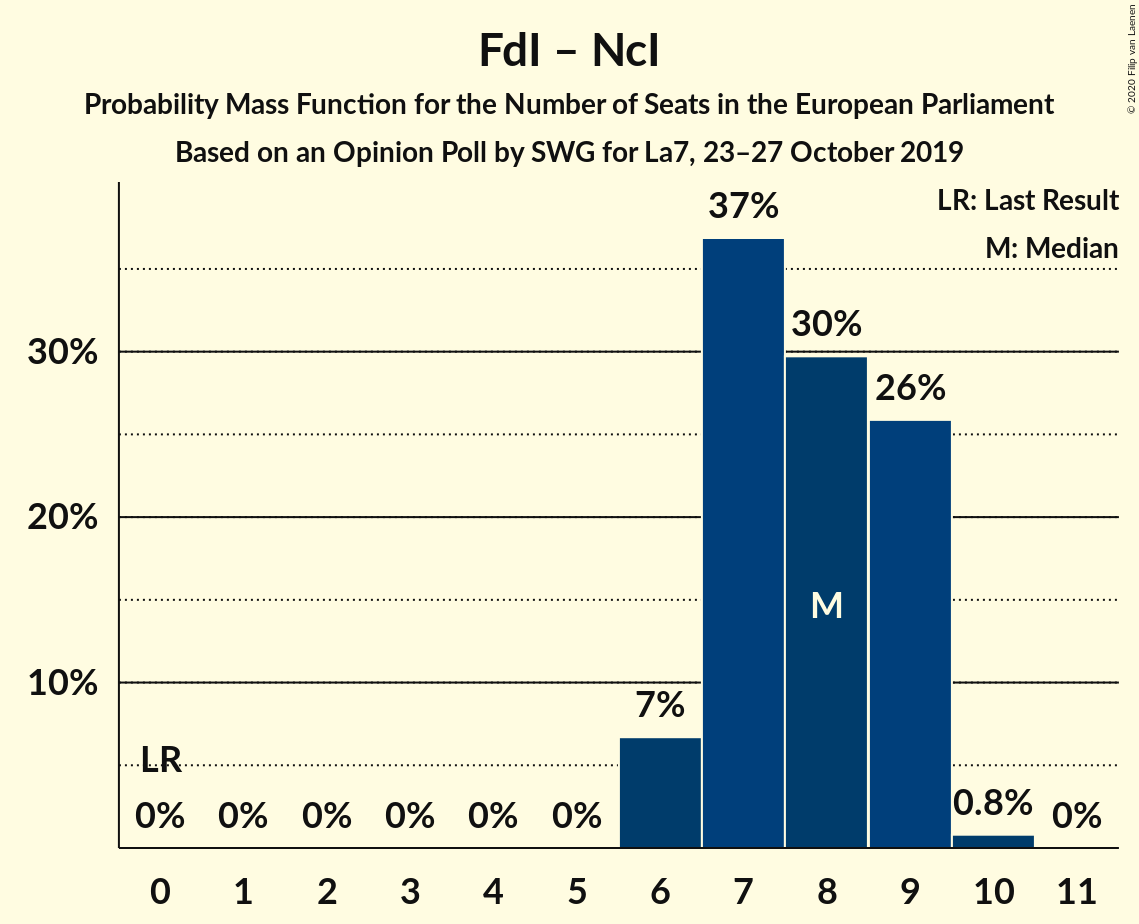 FdI – NcI
Probability Mass Function for the Number of Seats in the European Parliament
Based on an Opinion Poll by SWG for La7, 23–27 October 2019
© 2020 Filip van Laenen
LR: Last Result
M: Median
37%
30%
26%
30%
20%
10%
7%
M
LR
0% 0% 0% 0% 0% 0% 0.8% 0%
0 1 2 3 4 5 6 7 8 9 10 11